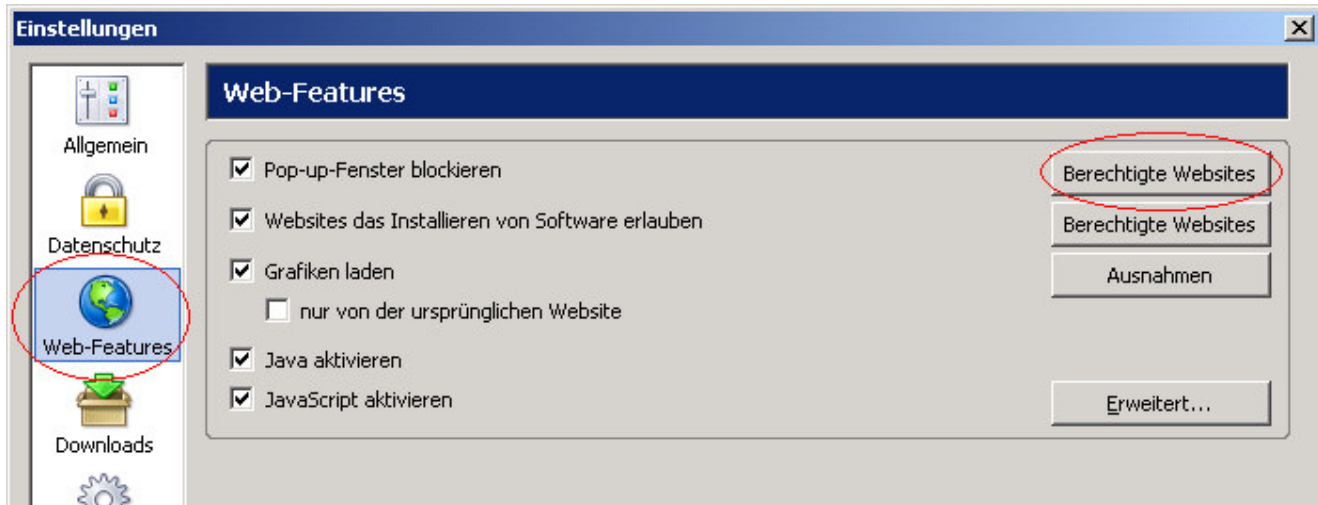 Einstellungen
Web-Features
Allgemein
Datenschutz
Web-Features
Downloads
Pop-up-Fenster blockieren
Berechtigte Websites
Websites das Installieren von Software erlauben
Berechtigte Websites
Grafiken laden
Ausnahmen
nur von der ursprünglichen Website
Java aktivieren
JavaScript aktivieren
Erweitert...